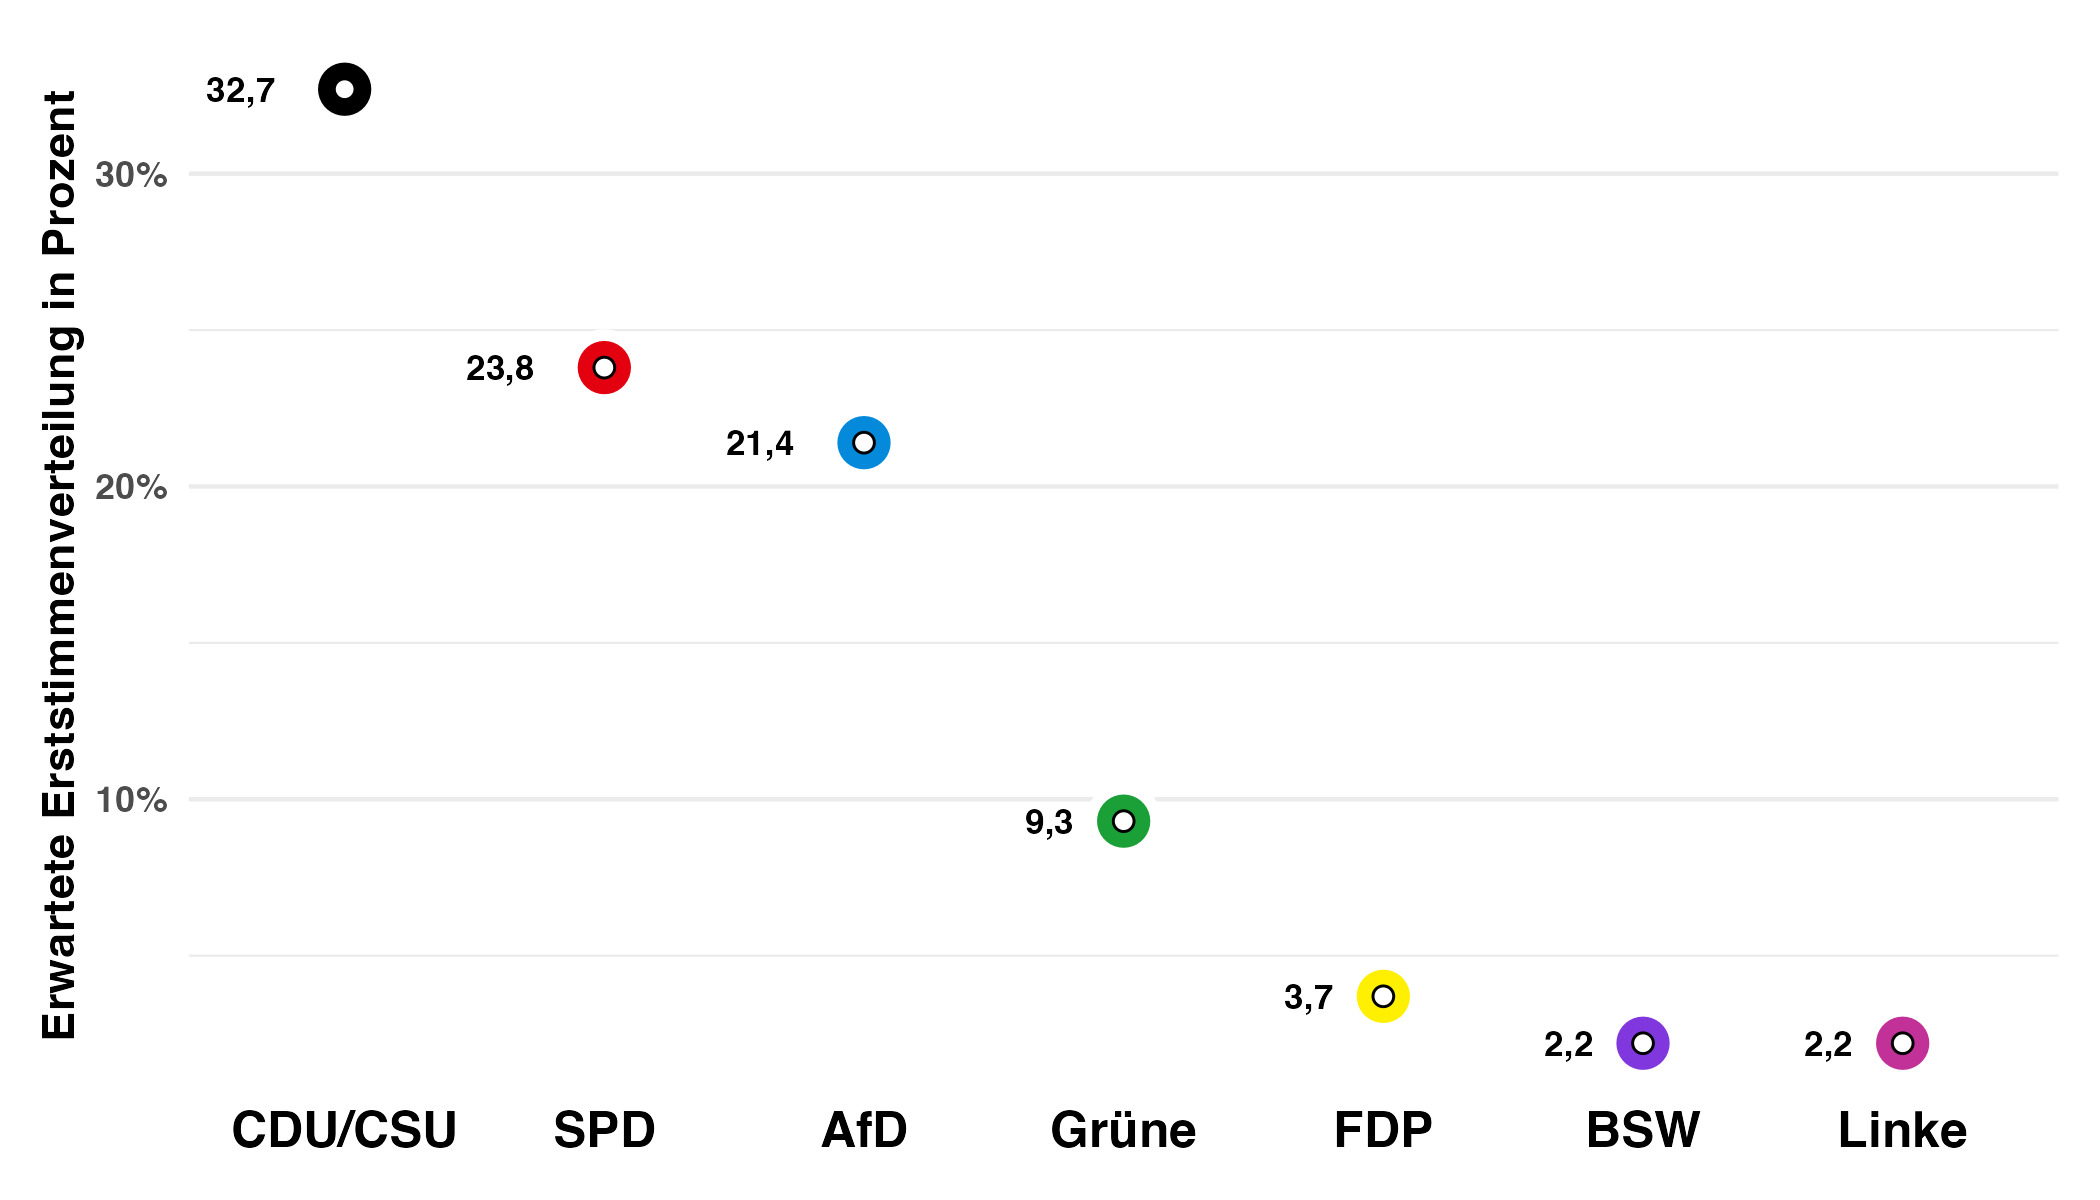 Erwartete Erststimmenverteilung in Prozent
30%
20%
10%
32,7
23,8
21,4
9,3
3,7
2,2
2,2
CDU/CSU
SPD
AfD
Grüne
FDP
BSW
Linke